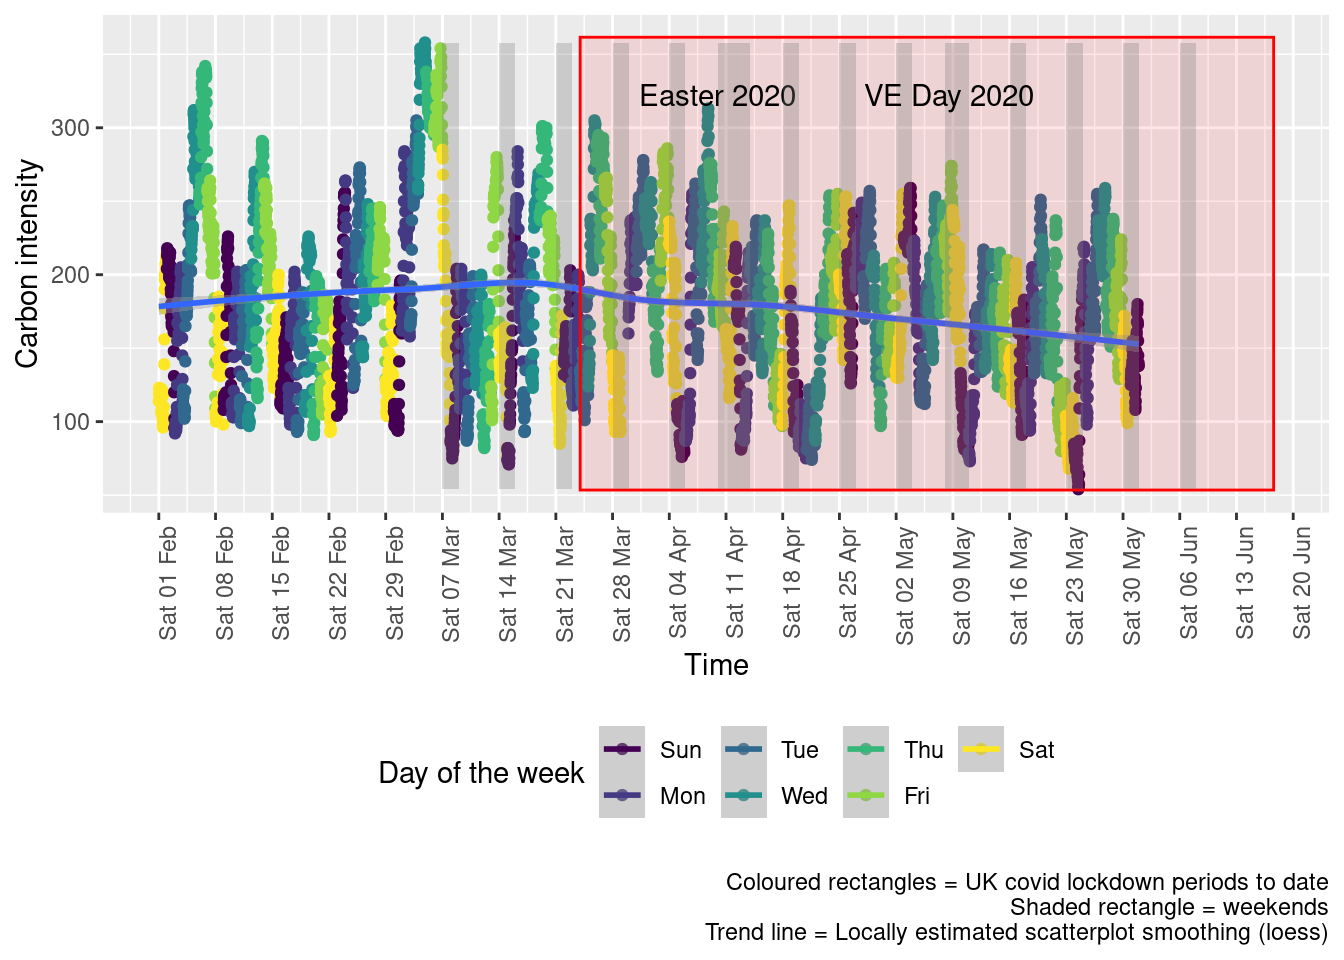 Easter 2020
VE Day 2020
Carbon intensity
300
200
100
Sat 01 Feb
Sat 08 Feb
Sat 15 Feb
Sat 22 Feb
Sat 29 Feb
Sat 07 Mar
Sat 14 Mar
Sat 21 Mar
Sat 28 Mar
Sat 04 Apr
Sat 11 Apr
Sat 18 Apr
Sat 25 Apr
Sat 02 May
Sat 09 May
Sat 16 May
Sat 23 May
Sat 30 May
Sat 06 Jun
Sat 13 Jun
Sat 20 Jun
Time
Day of the week
Sun
Tue
Thu
Sat
Mon
Wed
Fri
Coloured rectangles = UK covid lockdown periods to date
Shaded rectangle = weekends
Trend line = Locally estimated scatterplot smoothing (loess)